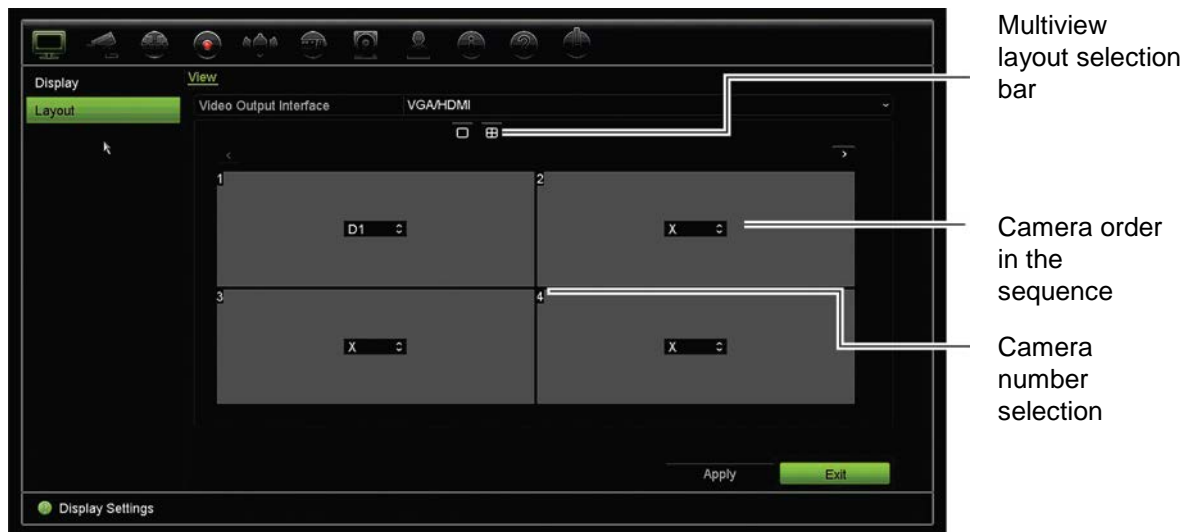 Display
View
Layout
Video Output Interface
VGA/HDMI
1
D1
2
X
3
X
4
X
Apply
Exit
Display Settings
Multiview
layout selection
bar
Camera order
in the
sequence
Camera
number
selection